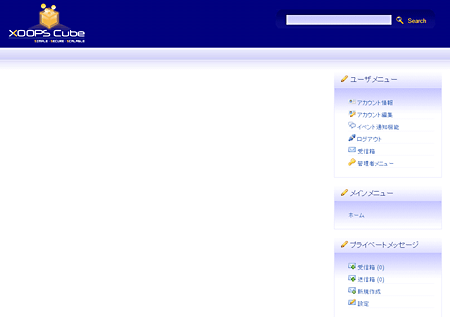 XOOPS Cube
SIMPLE SECURE SCALABLE
Search
ユーザメニュー
アカウント情報
アカウント編集
イベント通知機能
ログアウト
受信箱
管理者メニュー
メインメニュー
ホーム
プライベートメッセージ
受信箱 (0)
送信箱 (0)
新規作成
設定